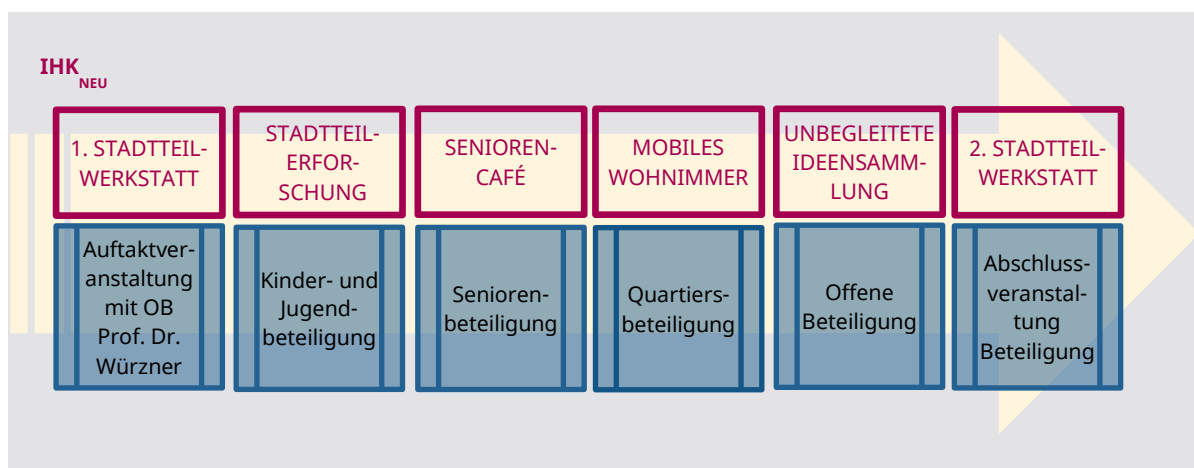 IHK
NEU
1. STADTTEIL-
WERKSTATT
STADTTEIL-
ERFOR-
SCHUNG
SENIOREN-
CAFÉ
MOBILES
WOHNIMMER
UNBEGLEITETE
IDEENSAMM-
LUNG
2. STADTTEIL-
WERKSTATT
Auftaktver-
anstaltung
mit OB
Prof. Dr.
Würzner
Kinder- und
Jugend-
beteiligung
Senioren-
beteiligung
Quartiers-
beteiligung
Offene
Beteiligung
Abschluss-
veranstal-
tung
Beteiligung